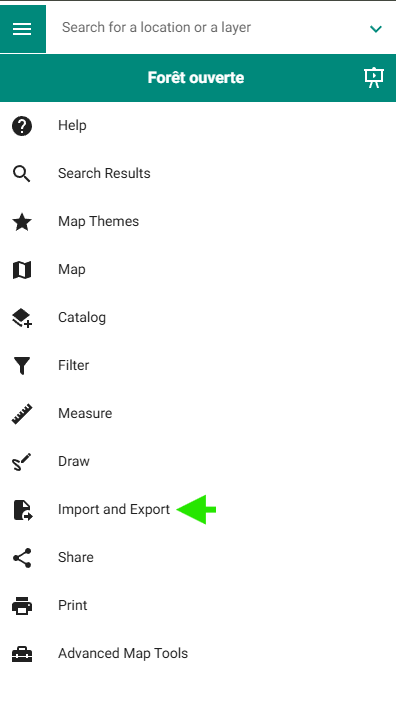 Search for a location or a layer
Forêt ouverte
Help
Search Results
Map Themes
Map
Catalog
Filter
Measure
Draw
Import and Export
Share
Print
Advanced Map Tools